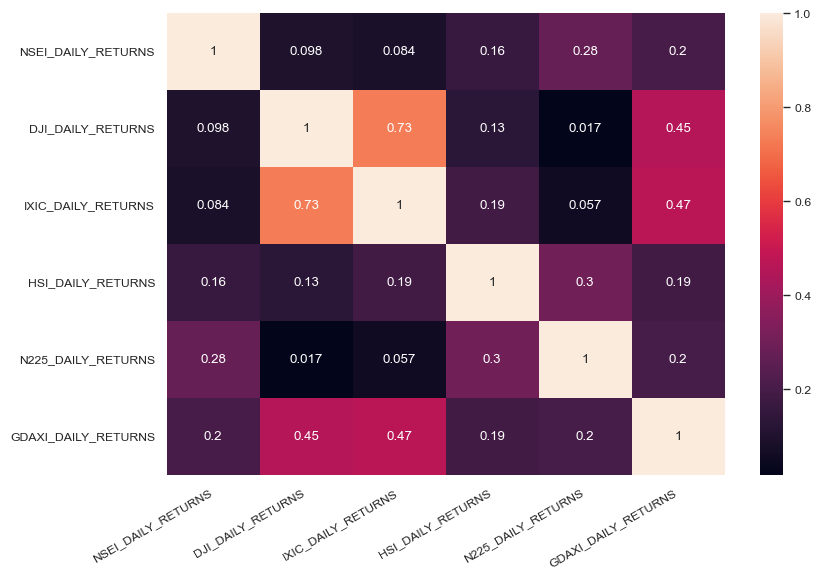 NSEI_DAILY_RETURNS 1 0.098 0.084 0.16 0.28 0.2
DJI_DAILY_RETURNS 0.098 1 0.73 0.13 0.017 0.45
IXIC_DAILY_RETURNS 0.084 0.73 1 0.19 0.057 0.47
HSI_DAILY_RETURNS 0.16 0.13 0.19 1 0.3 0.19
N225_DAILY_RETURNS 0.28 0.017 0.057 0.3 1 0.2
GDAXI_DAILY_RETURNS 0.2 0.45 0.47 0.19 0.2 1
NSEI_DAILY_RETURNS
DJI_DAILY_RETURNS
IXIC_DAILY_RETURNS
HSI_DAILY_RETURNS
N225_DAILY_RETURNS
GDAXI_DAILY_RETURNS
1.0
0.8
0.6
0.4
0.2